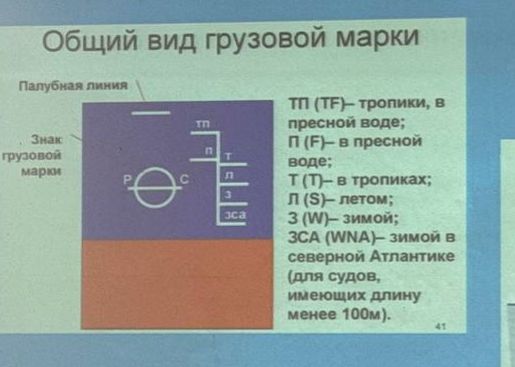 Общий вид грузовой марки
Палубная линия
Знак
грузовой
марки
ТП
П
Т
Л
З
ЗСА
Р С
ТП (TF)– тропики, в
пресной воде;
П (F)– в пресной
воде;
Т (T)– в тропиках;
Л (S)– летом;
З (W)– зимой;
ЗСА (WNA)– зимой в
северной Атлантике
(для судов,
имеющих длину
менее 100м).
41